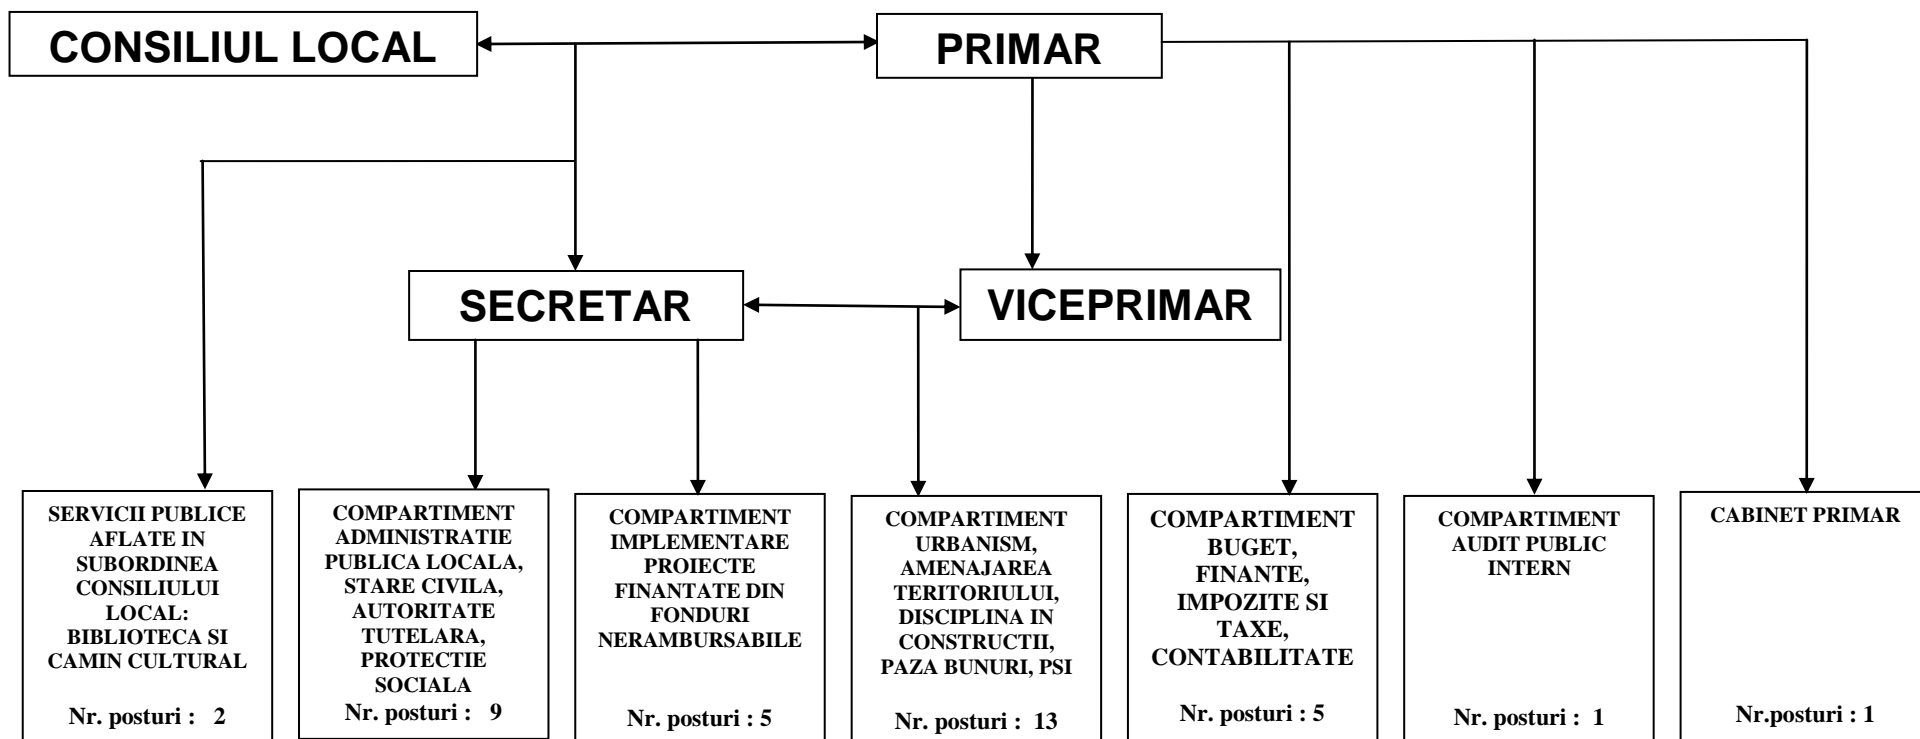 CONSILIUL LOCAL
PRIMAR
SECRETAR
VICEPRIMAR
SERVICII PUBLICE
AFLATE IN
SUBORDINEA
CONSILIULUI
LOCAL:
BIBLIOTECA SI
CAMIN CULTURAL
Nr. posturi : 2
COMPARTIMENT
ADMINISTRATIE
PUBLICA LOCALA,
STARE CIVILA,
AUTORITATE
TUTELARA,
PROTECTIE
SOCIALA
Nr. posturi : 9
COMPARTIMENT
IMPLEMENTARE
PROIECTE
FINANTATE DIN
FONDURI
NERAMBURSABILE
Nr. posturi : 5
COMPARTIMENT
URBANISM,
AMENAJAREA
TERITORIULUI,
DISCIPLINA IN
CONSTRUCTII,
PAZA BUNURI, PSI
Nr. posturi : 13
COMPARTIMENT
BUGET,
FINANTE,
IMPOZITE SI
TAXE,
CONTABILITATE
Nr. posturi : 5
COMPARTIMENT
AUDIT PUBLIC
INTERN
Nr. posturi : 1
CABINET PRIMAR
Nr.posturi : 1